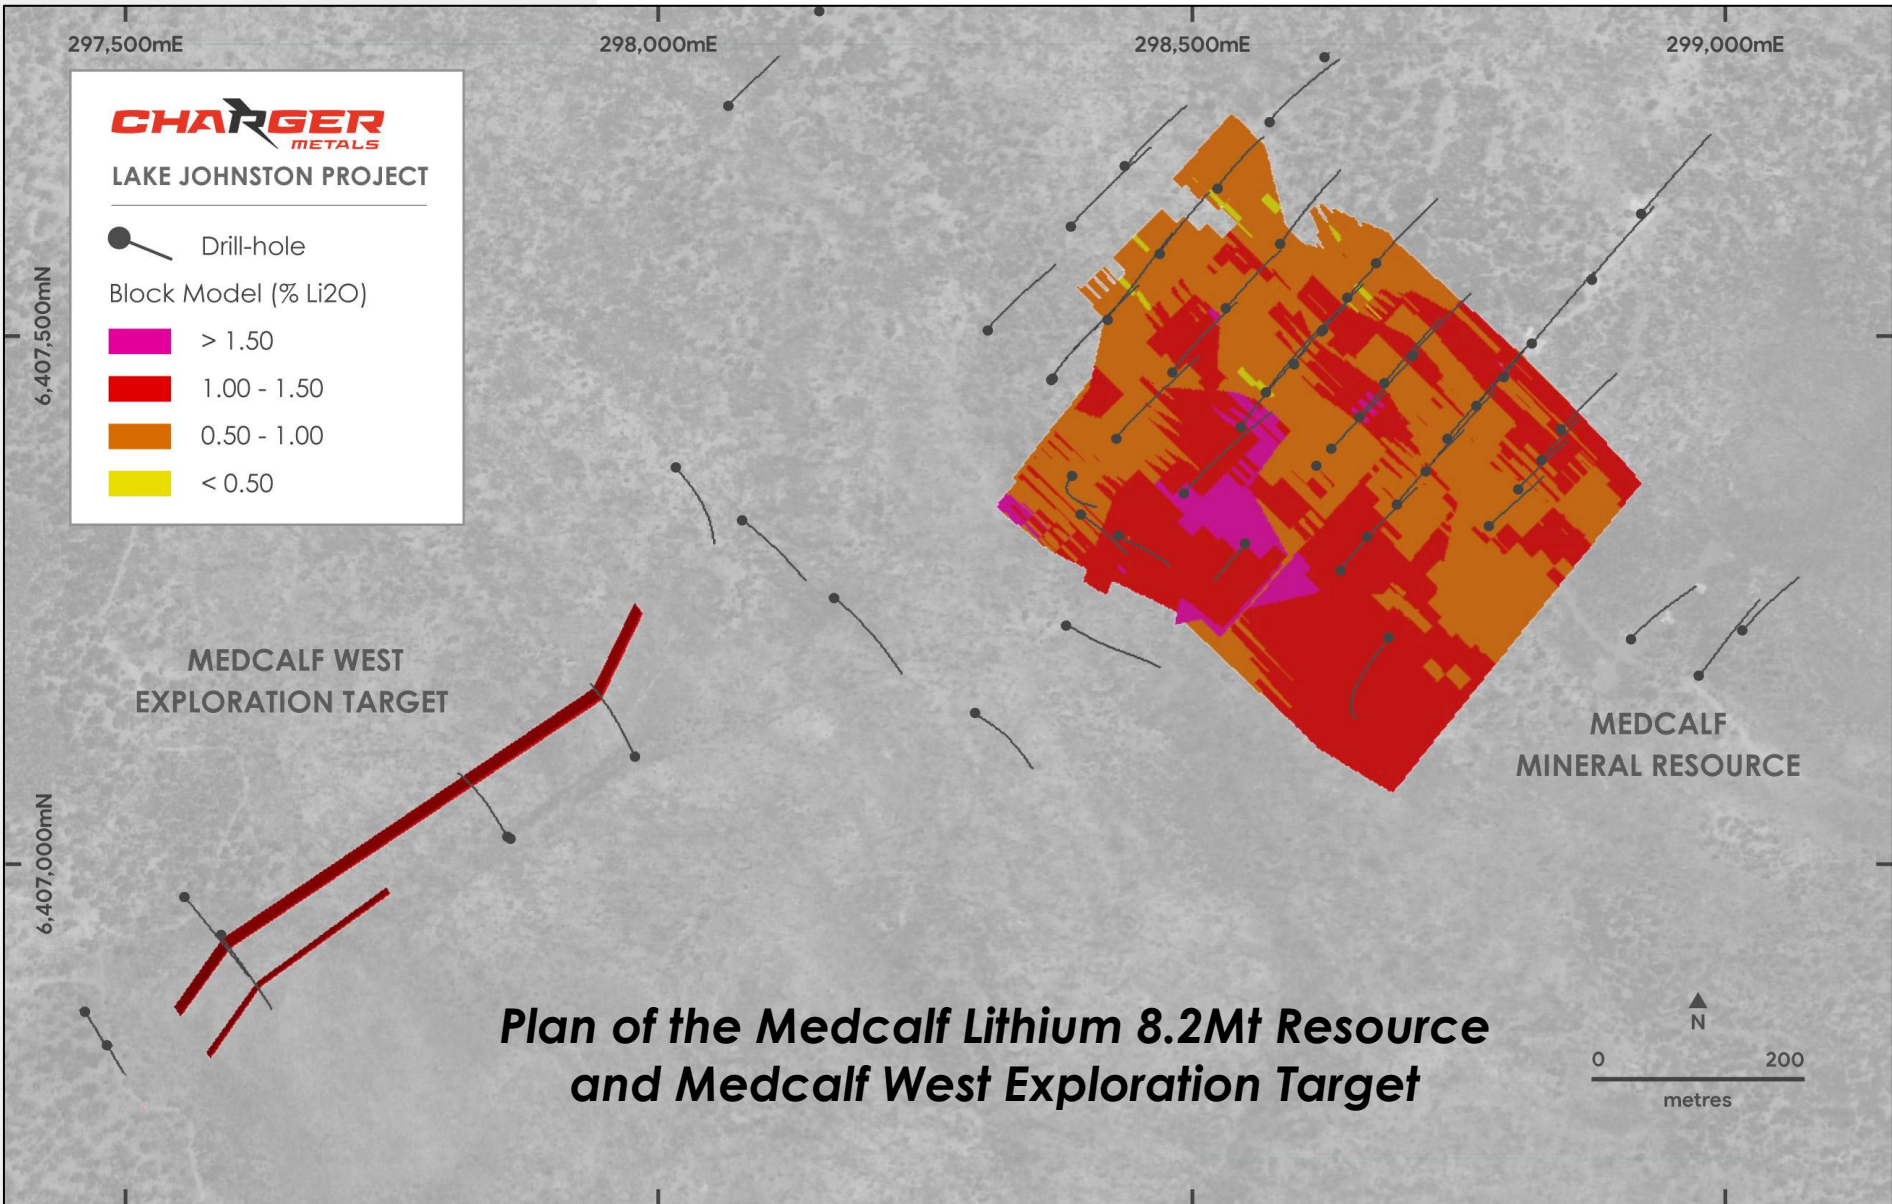 297,500mE
298,000mE
298,500mE
299,000mE
CHARGER
METALS
LAKE JOHNSTON PROJECT
Drill-hole
Block Model (% Li2O)
> 1.50
1.00 - 1.50
0.50 - 1.00
< 0.50
6,407,500mN
6,407,000mN
MEDCALF WEST
EXPLORATION TARGET
MEDCALF
MINERAL RESOURCE
Plan of the Medcalf Lithium 8.2Mt Resource
and Medcalf West Exploration Target
N
0 200
metres